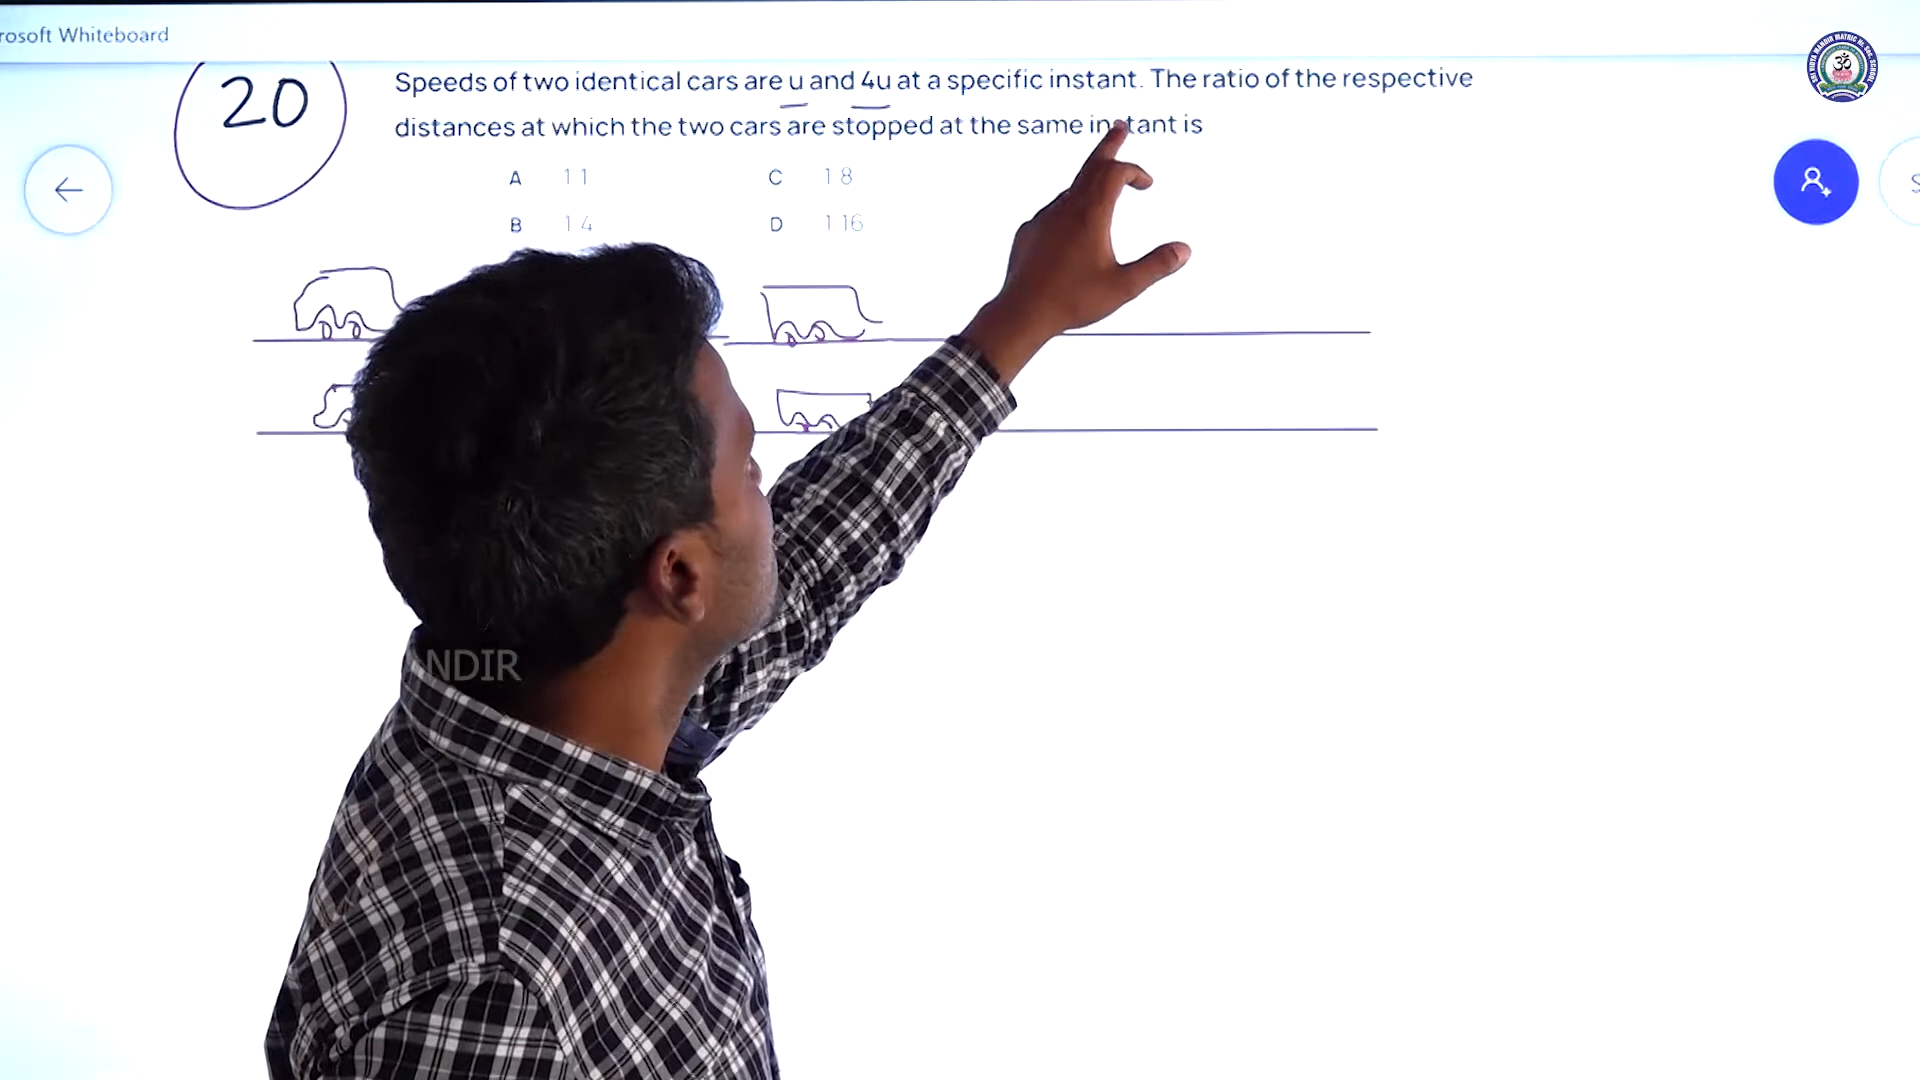 rosoft Whiteboard
20
Speeds of two identical cars are u and 4u at a specific instant. The ratio of the respective
distances at which the two cars are stopped at the same instant is
A 1 1
C 1 8
B 1 4
D 1 16
S
NDIR